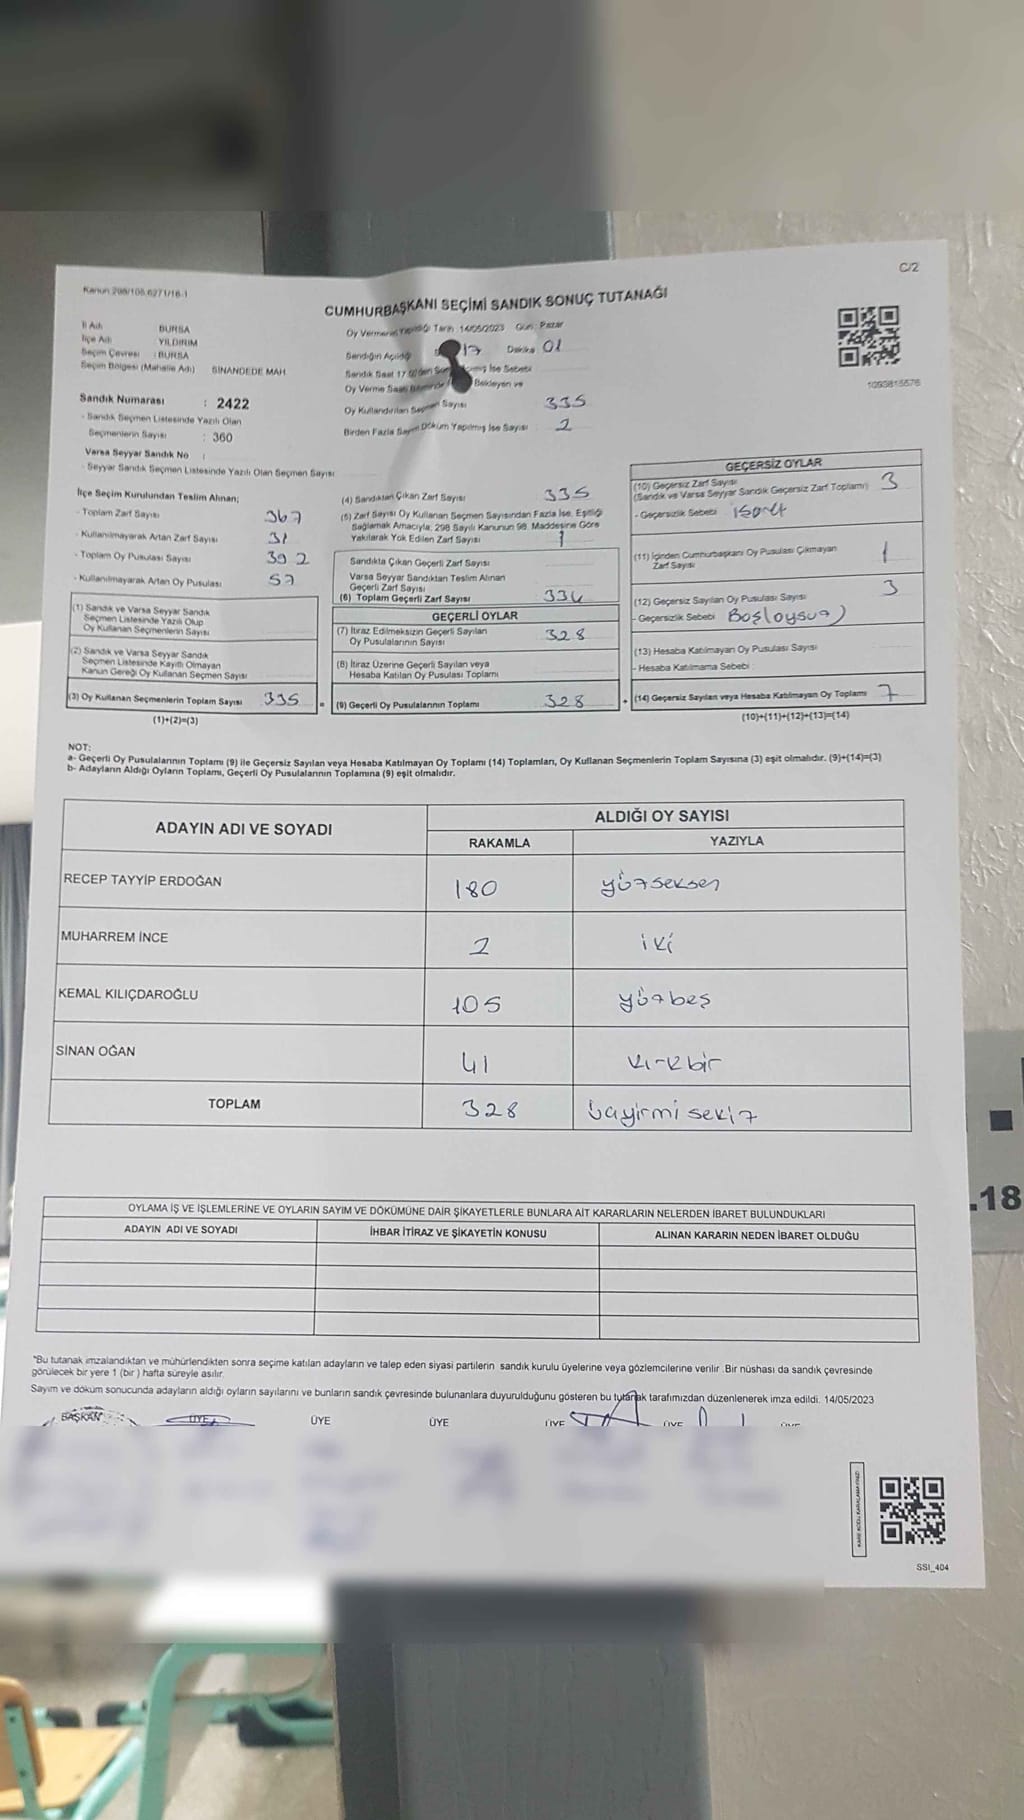 C/2
Kanun 298/108,6271/16-1
CUMHURBAŞKANI SEÇİMİ SANDIK SONUÇ TUTANAĞI
İl Adı BURSA
İlçe Adı YILDIRIM
Seçim Çevresi : BURSA
Seçim Bölgesi (Mahalle Adı) SİNANDEDE MAH.
Sandık Numarası : 2422
- Sandık Seçmen Listesinde Yazılı Olan
Seçmenlerin Sayısı : 360
Varsa Seyyar Sandık No :
- Seyyar Sandık Seçmen Listesinde Yazılı Olan Seçmen Sayısı
Oy Vermenin Yapıldığı Tarih 14/05/2023 Gün: Pazar
Sandığın Açıldığı 17 Dakika 01
Sandık Saat 17.00'den Son İse Sebebi
Oy Verme Saati Bitiminde Bekleyen ve
Oy Kullandırılan Seçmen Sayısı 335
Birden Fazla Sayım Döküm Yapılmış İse Sayısı 2
1093815576
İlçe Seçim Kurulundan Teslim Alınan;
- Toplam Zarf Sayısı 367
- Kullanılmayarak Artan Zarf Sayısı 31
- Toplam Oy Pusulası Sayısı 392
- Kullanılmayarak Artan Oy Pusulası 57
(1) Sandık ve Varsa Seyyar Sandık
Seçmen Listesinde Yazılı Olup
Oy Kullanan Seçmenlerin Sayısı
(2) Sandık ve Varsa Seyyar Sandık
Seçmen Listesinde Kayıtlı Olmayan
Kanun Gereği Oy Kullanan Seçmen Sayısı
(3) Oy Kullanan Seçmenlerin Toplam Sayısı 335 =
(1)+(2)=(3)
(4) Sandıktan Çıkan Zarf Sayısı 335
(5) Zarf Sayısı Oy Kullanan Seçmen Sayısından Fazla İse, Eşitliği
Sağlamak Amacıyla, 298 Sayılı Kanunun 98. Maddesine Göre
Yakılarak Yok Edilen Zarf Sayısı 1
Sandıkta Çıkan Geçerli Zarf Sayısı
Varsa Seyyar Sandıktan Teslim Alınan
Geçerli Zarf Sayısı
(6) Toplam Geçerli Zarf Sayısı 334
GEÇERLİ OYLAR
(7) İtiraz Edilmeksizin Geçerli Sayılan
Oy Pusulalarının Sayısı 328
(8) İtiraz Üzerine Geçerli Sayılan veya
Hesaba Katılan Oy Pusulası Toplamı
(9) Geçerli Oy Pusulalarının Toplamı 328 +
GEÇERSİZ OYLAR
(10) Geçersiz Zarf Sayısı
(Sandık ve Varsa Seyyar Sandık Geçersiz Zarf Toplamı) 3
- Geçersizlik Sebebi
(11) İçinden Cumhurbaşkanı Oy Pusulası Çıkmayan
Zarf Sayısı 1
(12) Geçersiz Sayılan Oy Pusulası Sayısı 3
- Geçersizlik Sebebi
(13) Hesaba Katılmayan Oy Pusulası Sayısı
- Hesaba Katılmama Sebebi
(14) Geçersiz Sayılan veya Hesaba Katılmayan Oy Toplamı 7
(10)+(11)+(12)+(13)=(14)
NOT:
a- Geçerli Oy Pusulalarının Toplamı (9) ile Geçersiz Sayılan veya Hesaba Katılmayan Oy Toplamı (14) Toplamları, Oy Kullanan Seçmenlerin Toplam Sayısına (3) eşit olmalıdır. (9)+(14)=(3)
b- Adayların Aldığı Oyların Toplamı, Geçerli Oy Pusulalarının Toplamına (9) eşit olmalıdır.
ADAYIN ADI VE SOYADI ALDIĞI OY SAYISI
RAKAMLA YAZIYLA
RECEP TAYYİP ERDOĞAN 180 yüzseksen
MUHARREM İNCE 2 iki
KEMAL KILIÇDAROĞLU 105 yüzbeş
SİNAN OĞAN 41 kırkbir
TOPLAM 328 üçyirmi sekiz
OYLAMA İŞ VE İŞLEMLERİNE VE OYLARIN SAYIM VE DÖKÜMÜNE DAİR ŞİKAYETLERLE BUNLARA AİT KARARLARIN NELERDEN İBARET BULUNDUKLARI
ADAYIN ADI VE SOYADI İHBAR İTİRAZ VE ŞİKAYETİN KONUSU ALINAN KARARIN NEDEN İBARET OLDUĞU
*Bu tutanak imzalandıktan ve mühürlendikten sonra seçime katılan adayların ve talep eden siyasi partilerin sandık kurulu üyelerine veya gözlemcilerine verilir .Bir nüshası da sandık çevresinde
görülecek bir yere 1 (bir ) hafta süreyle asılır.
Sayım ve döküm sonucunda adayların aldığı oyların sayılarını ve bunların sandık çevresinde bulunanlara duyurulduğunu gösteren bu tutanak tarafımızdan düzenlenerek imza edildi. 14/05/2023
BAŞKAN ÜYE ÜYE ÜYE ÜYE ÜYE ÜYE
SSI_404
.18